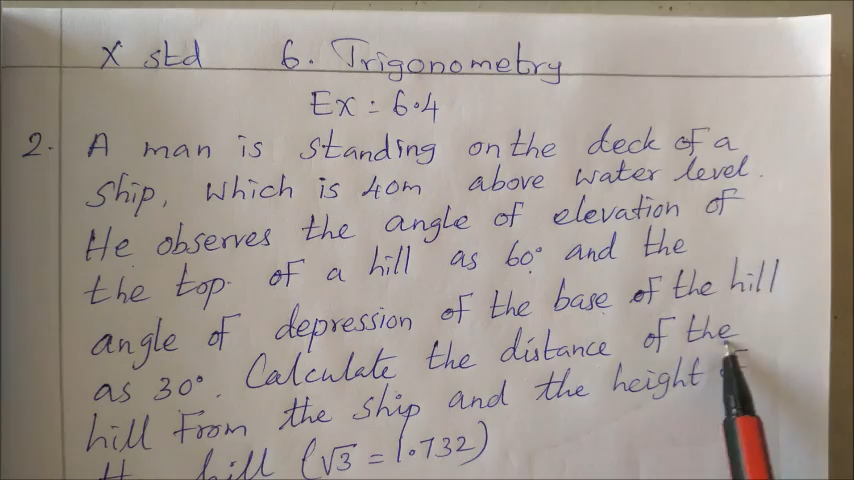 X std 6. Trigonometry
Ex: 6.4
2. A man is standing on the deck of a
ship, which is 40m above water level.
He observes the angle of elevation of
the top of a hill as 60° and the
angle of depression of the base of the hill
as 30°. Calculate the distance of the
hill from the ship and the height
hill (√3 = 1.732)